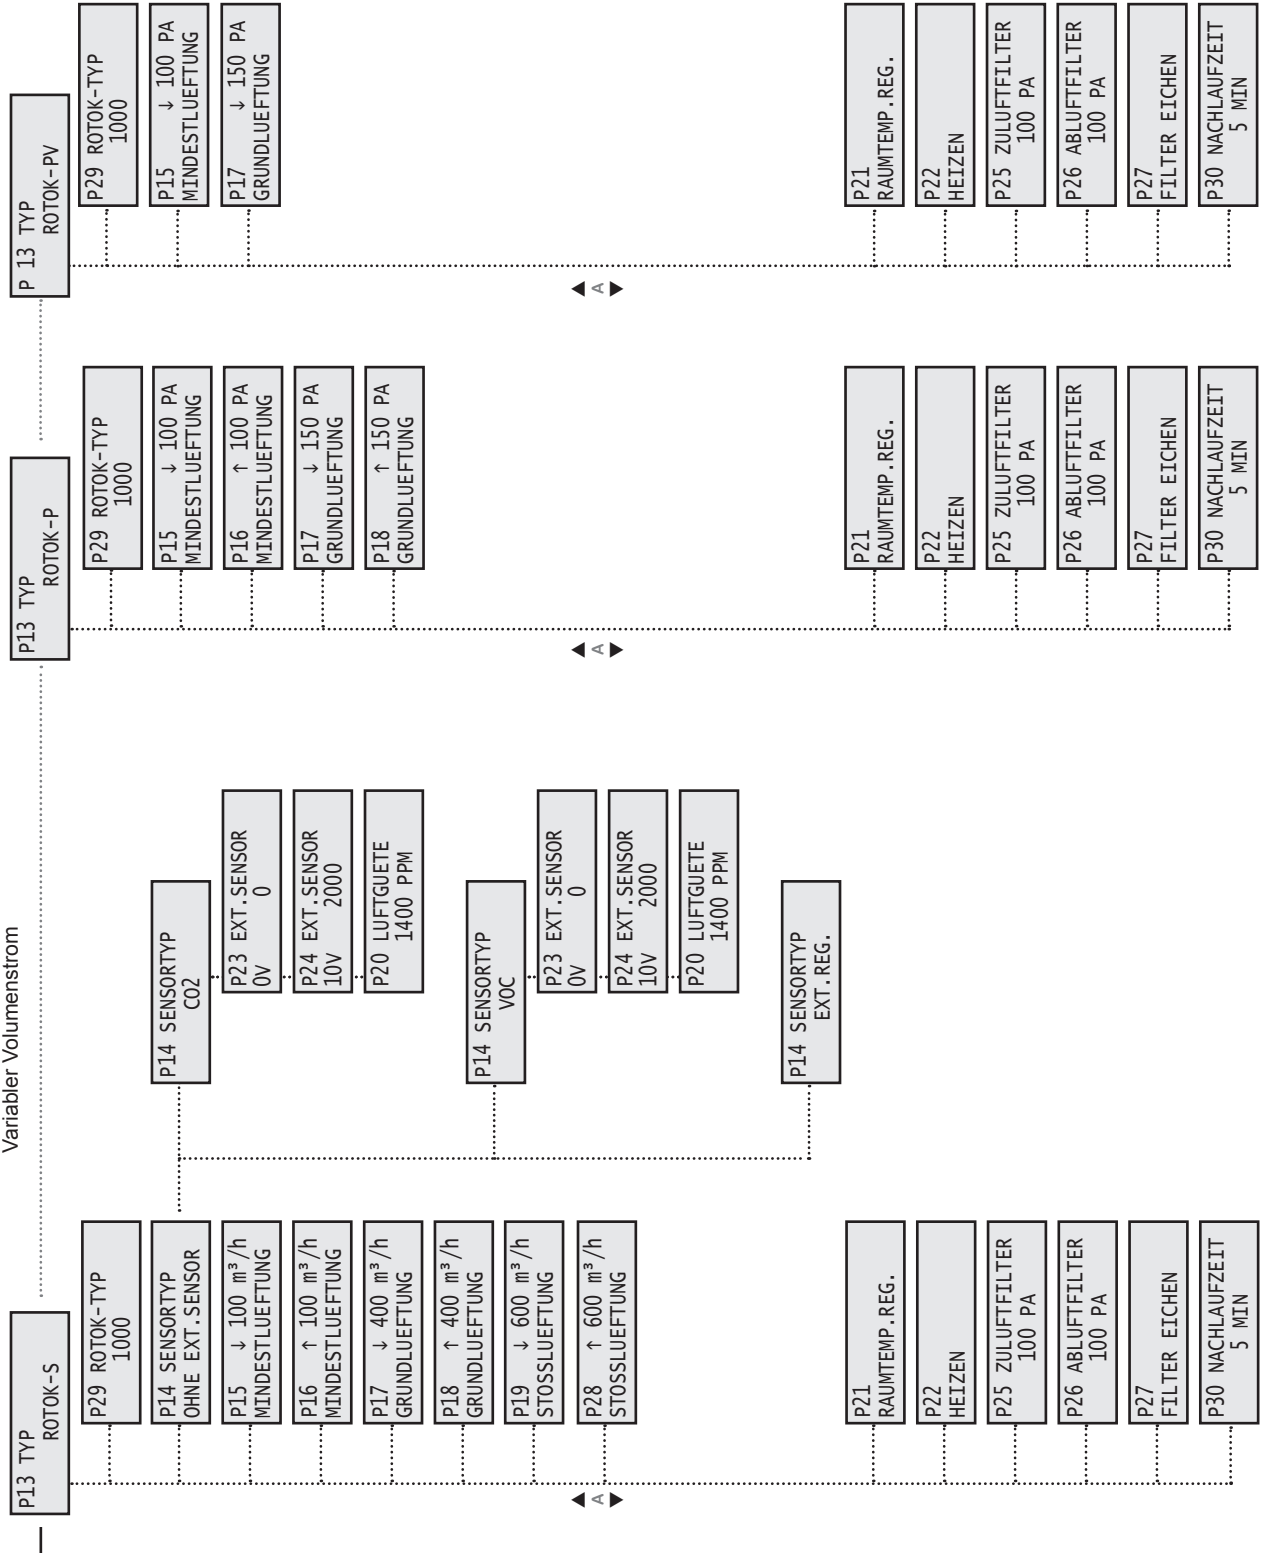 Variabler Volumenstrom
P13 TYP
ROTOK-S
P29 ROTOK-TYP
1000
P14 SENSORTYP
OHNE EXT.SENSOR
P15 ↓ 100 m³/h
MINDESTLUEFTUNG
P16 ↑ 100 m³/h
MINDESTLUEFTUNG
P17 ↓ 400 m³/h
GRUNDLUEFTUNG
P18 ↑ 400 m³/h
GRUNDLUEFTUNG
P19 ↓ 600 m³/h
STOSSLUEFTUNG
P28 ↑ 600 m³/h
STOSSLUEFTUNG
A
P21
RAUMTEMP.REG.
P22
HEIZEN
P25 ZULUFTFILTER
100 PA
P26 ABLUFTFILTER
100 PA
P27
FILTER EICHEN
P30 NACHLAUFZEIT
5 MIN
P14 SENSORTYP
CO2
P23 EXT.SENSOR
0V 0
P24 EXT.SENSOR
10V 2000
P20 LUFTGUETE
1400 PPM
P14 SENSORTYP
VOC
P23 EXT.SENSOR
0V 0
P24 EXT.SENSOR
10V 2000
P20 LUFTGUETE
1400 PPM
P14 SENSORTYP
EXT.REG.
P13 TYP
ROTOK-P
P29 ROTOK-TYP
1000
P15 ↓ 100 PA
MINDESTLUEFTUNG
P16 ↑ 100 PA
MINDESTLUEFTUNG
P17 ↓ 150 PA
GRUNDLUEFTUNG
P18 ↑ 150 PA
GRUNDLUEFTUNG
A
P21
RAUMTEMP.REG.
P22
HEIZEN
P25 ZULUFTFILTER
100 PA
P26 ABLUFTFILTER
100 PA
P27
FILTER EICHEN
P30 NACHLAUFZEIT
5 MIN
P 13 TYP
ROTOK-PV
P29 ROTOK-TYP
1000
P15 ↓ 100 PA
MINDESTLUEFTUNG
P17 ↓ 150 PA
GRUNDLUEFTUNG
A
P21
RAUMTEMP.REG.
P22
HEIZEN
P25 ZULUFTFILTER
100 PA
P26 ABLUFTFILTER
100 PA
P27
FILTER EICHEN
P30 NACHLAUFZEIT
5 MIN